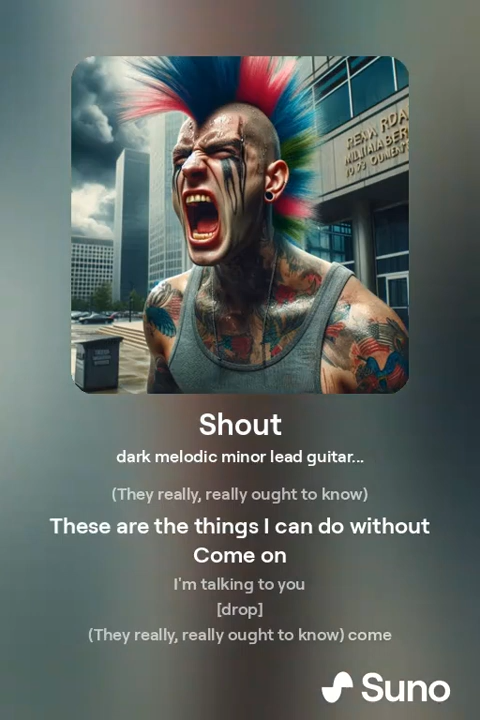 Shout
dark melodic minor lead guitar...
(They really, really ought to know)
These are the things I can do without
Come on
I'm talking to you
[drop]
(They really, really ought to know) come
Suno